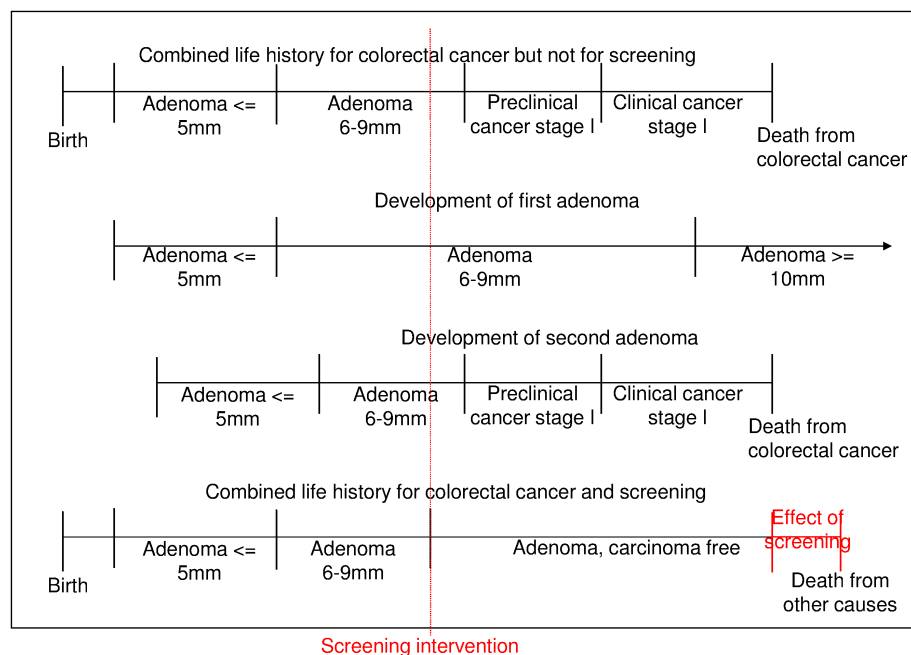 Combined life history for colorectal cancer but not for screening
Adenoma <=
5mm
Adenoma
6-9mm
Preclinical
cancer stage I
Clinical cancer
stage I
Birth
Death from
colorectal cancer
Development of first adenoma
Adenoma <=
5mm
Adenoma
6-9mm
Adenoma >=
10mm
Development of second adenoma
Adenoma <=
5mm
Adenoma
6-9mm
Preclinical
cancer stage I
Clinical cancer
stage I
Death from
colorectal cancer
Combined life history for colorectal cancer and screening
Adenoma <=
5mm
Adenoma
6-9mm
Adenoma, carcinoma free
Effect of
screening
Birth
Death from
other causes
Screening intervention